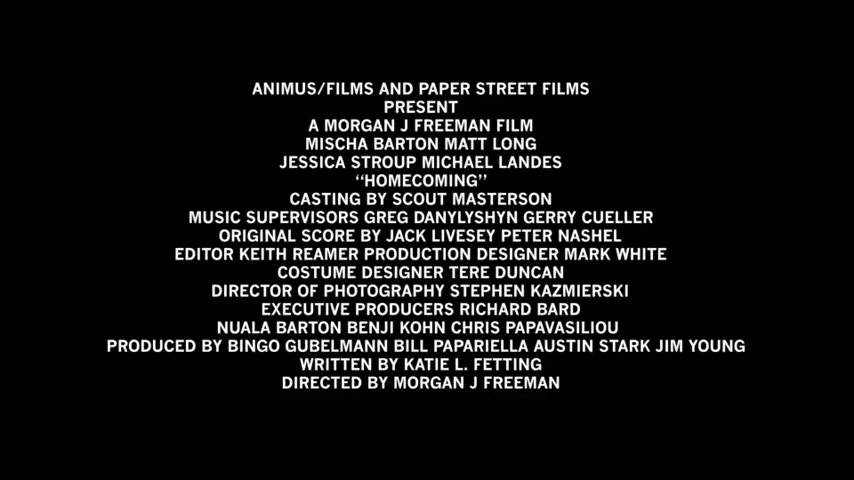 ANIMUS/FILMS AND PAPER STREET FILMS
PRESENT
A MORGAN J FREEMAN FILM
MISCHA BARTON MATT LONG
JESSICA STROUP MICHAEL LANDES
“HOMECOMING”
CASTING BY SCOUT MASTERSON
MUSIC SUPERVISORS GREG DANYLYSHYN GERRY CUELLER
ORIGINAL SCORE BY JACK LIVESEY PETER NASHEL
EDITOR KEITH REAMER PRODUCTION DESIGNER MARK WHITE
COSTUME DESIGNER TERE DUNCAN
DIRECTOR OF PHOTOGRAPHY STEPHEN KAZMIERSKI
EXECUTIVE PRODUCERS RICHARD BARD
NUALA BARTON BENJI KOHN CHRIS PAPAVASILIOU
PRODUCED BY BINGO GUBELMANN BILL PAPARIELLA AUSTIN STARK JIM YOUNG
WRITTEN BY KATIE L. FETTING
DIRECTED BY MORGAN J FREEMAN